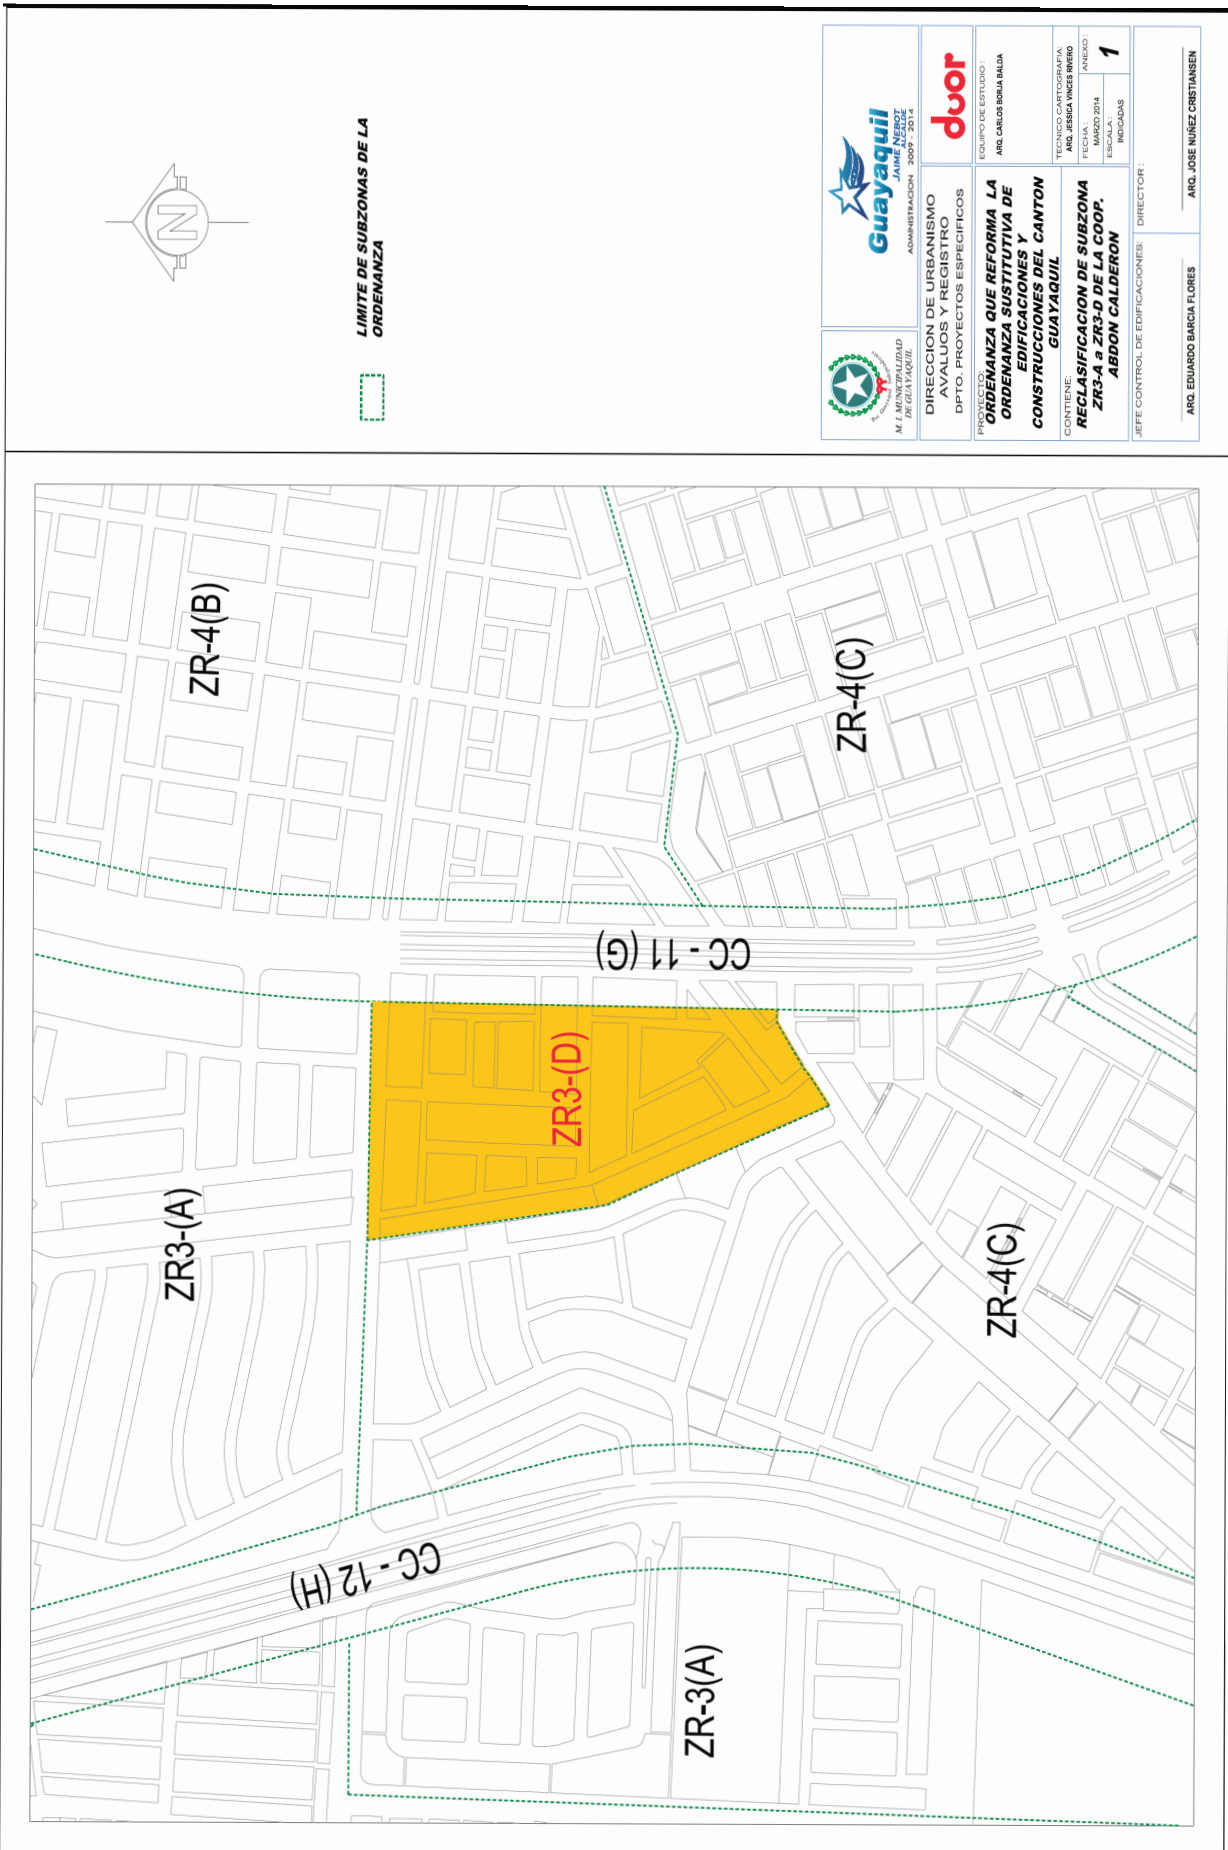 ZR-4(B)
ZR-4(C)
CC - 11 (G)
ZR3-(D)
ZR3-(A)
ZR-4(C)
CC - 12 (H)
ZR-3(A)
N
LIMITE DE SUBZONAS DE LA
ORDENANZA
M. I. MUNICIPALIDAD
DE GUAYAQUIL
Por Guayaquil Independiente
Guayaquil
JAIME NEBOT
ALCALDE
ADMINISTRACION 2009 - 2014
DIRECCION DE URBANISMO
AVALUOS Y REGISTRO
DPTO. PROYECTOS ESPECIFICOS
duar
PROYECTO:
ORDENANZA QUE REFORMA LA
ORDENANZA SUSTITUTIVA DE
EDIFICACIONES Y
CONSTRUCCIONES DEL CANTON
GUAYAQUIL
EQUIPO DE ESTUDIO :
ARQ. CARLOS BORJA BALDA
CONTIENE:
RECLASIFICACION DE SUBZONA
ZR3-A a ZR3-D DE LA COOP.
ABDON CALDERON
TECNICO CARTOGRAFIA:
ARQ. JESSICA VINCES RIVERO
FECHA :
MARZO 2014
ESCALA :
INDICADAS
ANEXO :
1
JEFE CONTROL DE EDIFICACIONES:
ARQ. EDUARDO BARCIA FLORES
DIRECTOR :
ARQ. JOSE NUÑEZ CRISTIANSEN